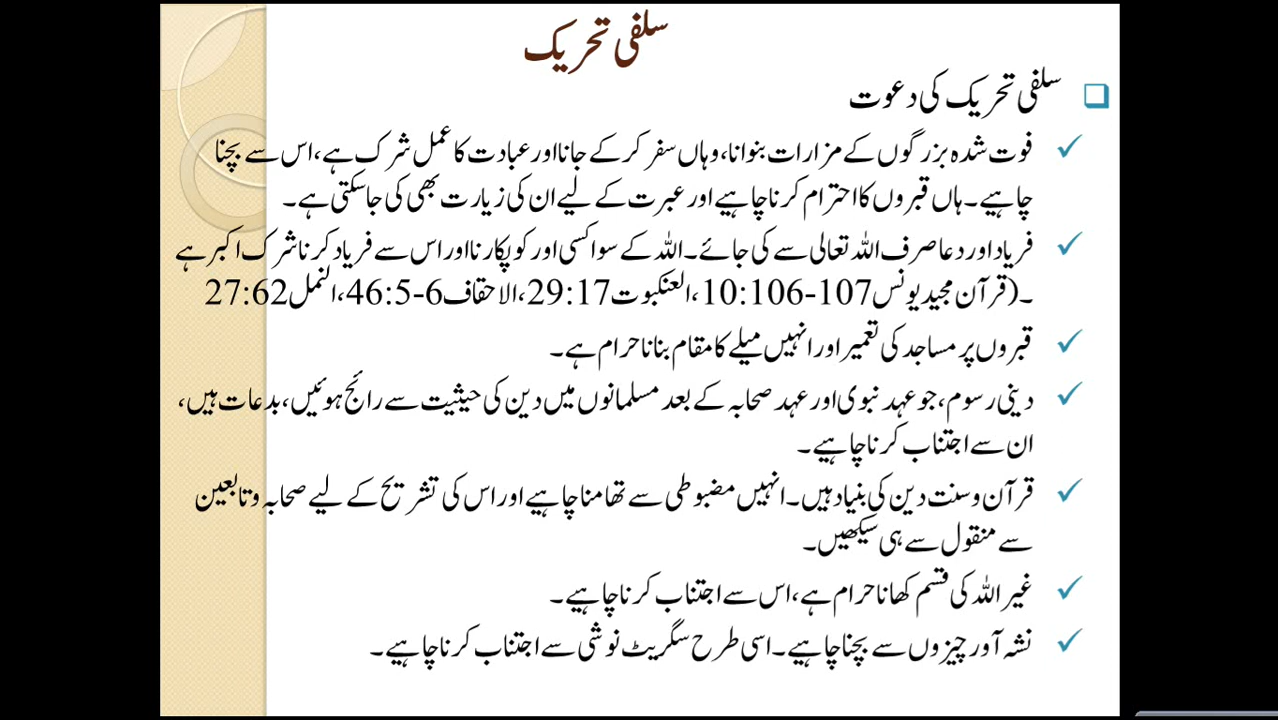 سلفی تحریک
سلفی تحریک کی دعوت
فوت شدہ بزرگوں کے مزارات بنوانا، وہاں سفر کر کے جانا اور عبادت کا عمل شرک ہے، اس سے بچنا
چاہیے۔ ہاں قبروں کا احترام کرنا چاہیے اور عبرت کے لیے ان کی زیارت بھی کی جا سکتی ہے۔
فریاد اور دعا صرف اللہ تعالی سے کی جائے۔ اللہ کے سوا کسی اور کو پکارنا اور اس سے فریاد کرنا شرک اکبر ہے
۔ (قرآن مجید یونس 107-10:106، العنکبوت 29:17، الاحقاف 6-46:5، النمل 27:62
قبروں پر مساجد کی تعمیر اور انہیں میلے کا مقام بنانا حرام ہے۔
دینی رسوم، جو عہد نبوی اور عہد صحابہ کے بعد مسلمانوں میں دین کی حیثیت سے رائج ہوئیں، بدعات ہیں،
ان سے اجتناب کرنا چاہیے۔
قرآن و سنت دین کی بنیاد ہیں۔ انہیں مضبوطی سے تھامنا چاہیے اور اس کی تشریح کے لیے صحابہ و تابعین
سے منقول سے ہی سیکھیں۔
غیر اللہ کی قسم کھانا حرام ہے، اس سے اجتناب کرنا چاہیے۔
نشہ آور چیزوں سے بچنا چاہیے۔ اسی طرح سگریٹ نوشی سے اجتناب کرنا چاہیے۔